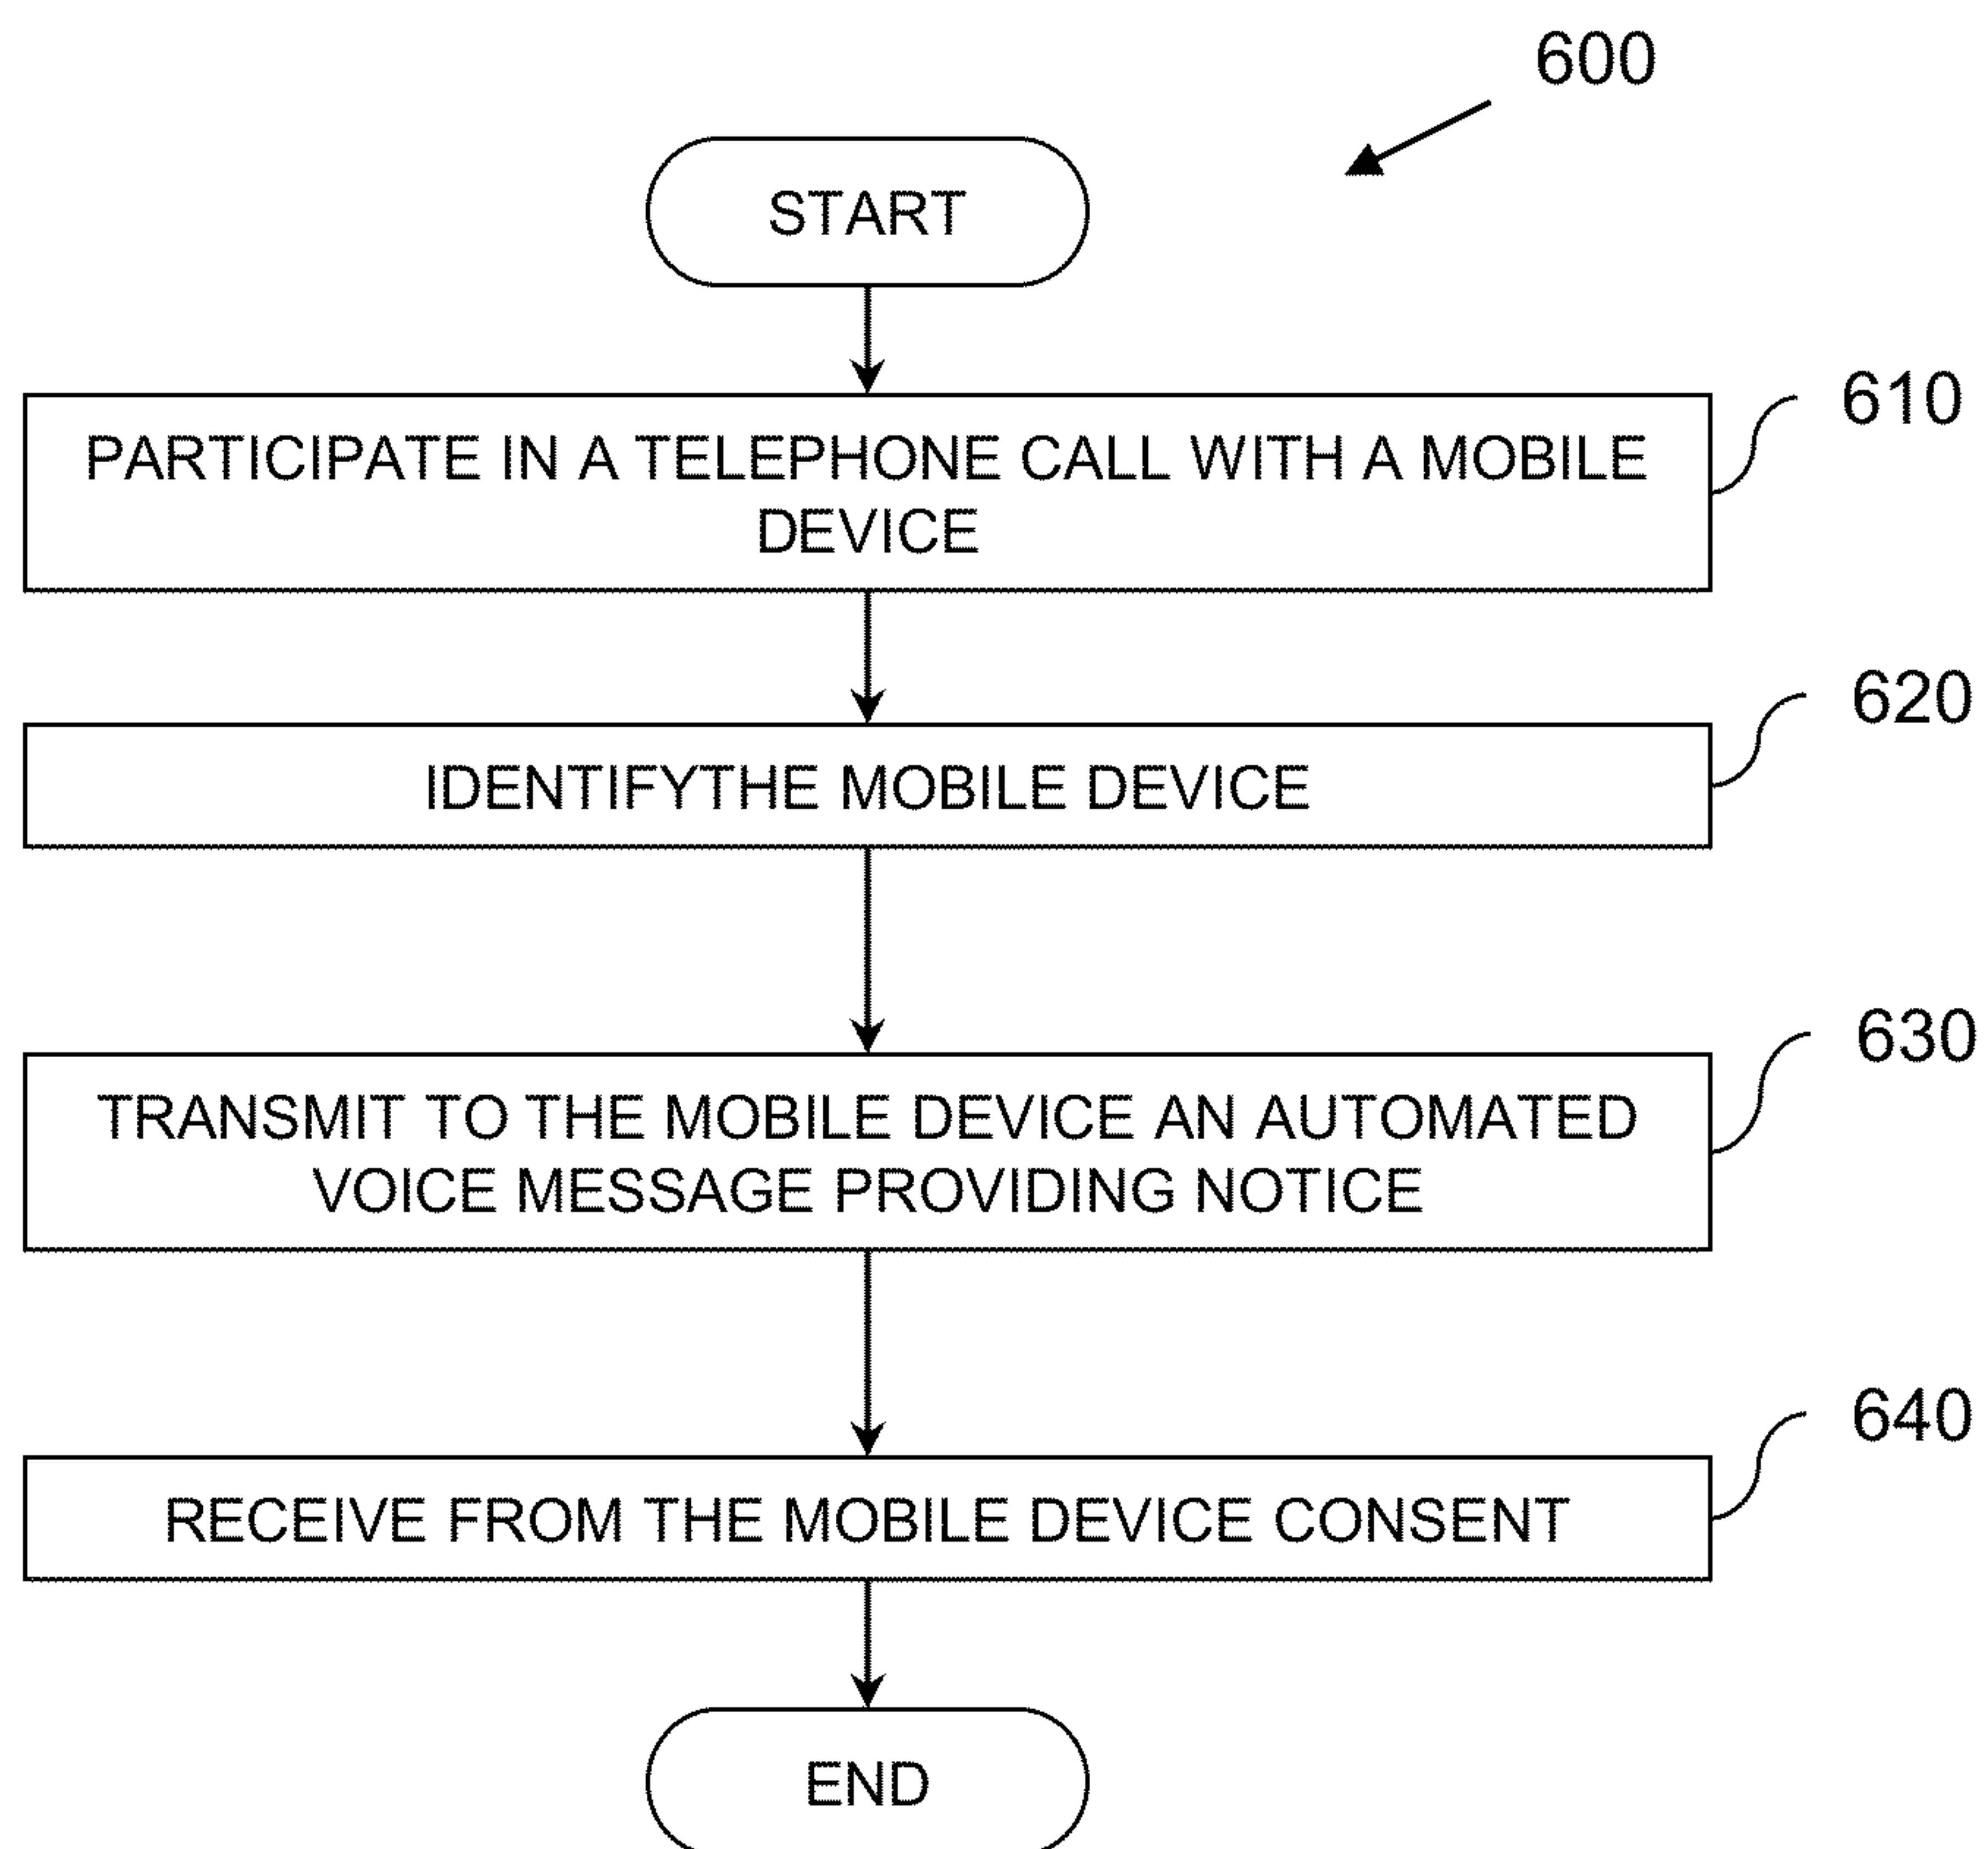 600
START
610
PARTICIPATE IN A TELEPHONE CALL WITH A MOBILE
DEVICE
620
IDENTIFYTHE MOBILE DEVICE
630
TRANSMIT TO THE MOBILE DEVICE AN AUTOMATED
VOICE MESSAGE PROVIDING NOTICE
640
RECEIVE FROM THE MOBILE DEVICE CONSENT
END